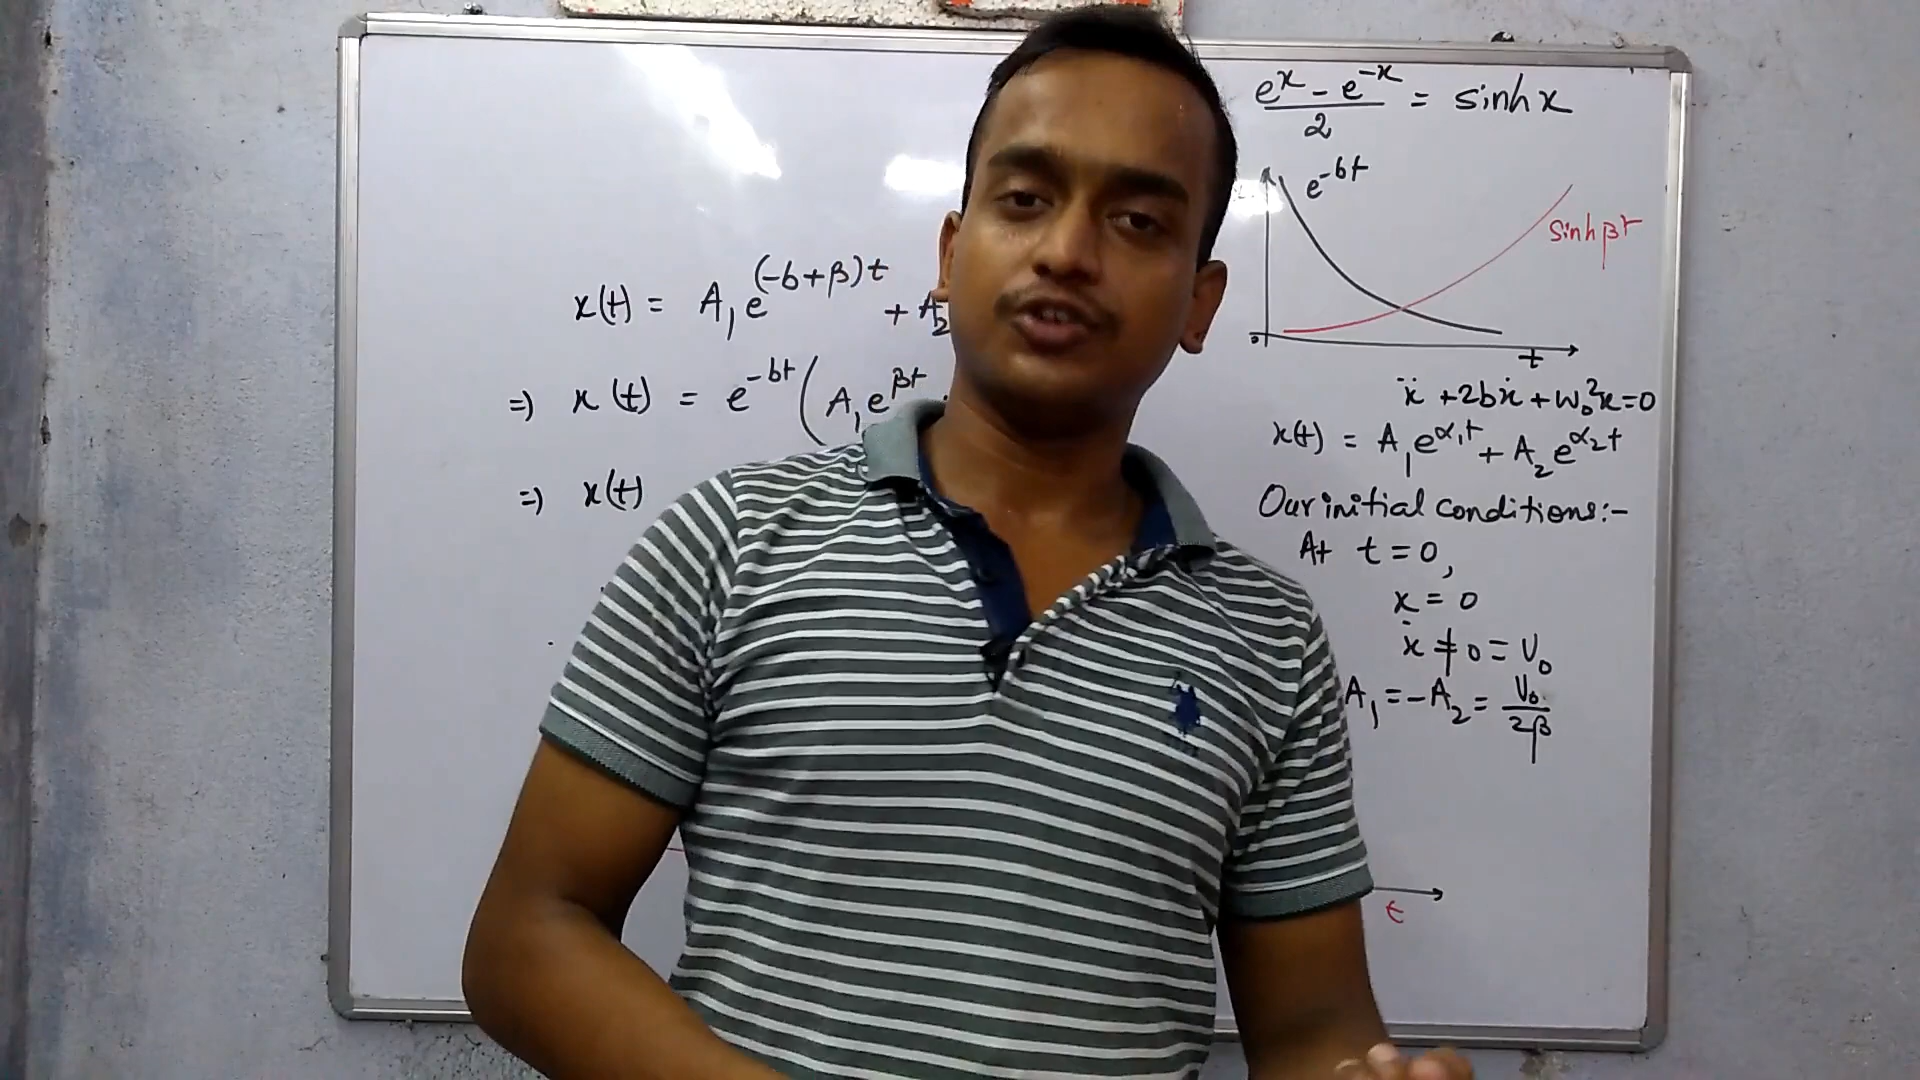 x(t) = A₁e^(-b+β)t + A₂
⇒ x(t) = e^-bt (A₁e^βt
⇒ x(t)
(e^x - e^-x)/2 = sinh x
e^-bt
sinh βt
0
t
ẍ + 2bẋ + ω₀²x = 0
x(t) = A₁e^α₁t + A₂e^α₂t
Our initial conditions:-
At t = 0,
x = 0
ẋ ≠ 0 = v₀
A₁ = -A₂ = v₀/2β
t